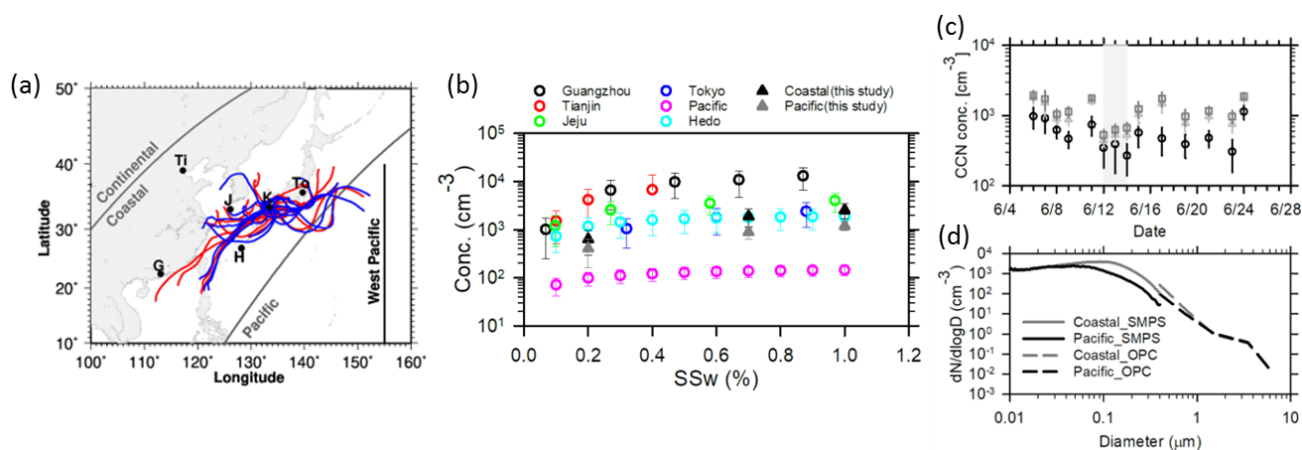 (a)
50°
40°
30°
20°
10°
100° 110° 120° 130° 140° 150° 160°
Latitude
Longitude
Continental
Coastal
Pacific
West Pacific
Ti
J
K
To
H
G
(b)
Guangzhou
Tianjin
Jeju
Tokyo
Pacific
Hedo
Coastal(this study)
Pacific(this study)
Conc. (cm⁻³)
10⁵
10⁴
10³
10²
10¹
0.0 0.2 0.4 0.6 0.8 1.0 1.2
SSw (%)
(c)
CCN conc. [cm⁻³]
10⁴
10³
10²
6/4 6/8 6/12 6/16 6/20 6/24 6/28
Date
(d)
dN/dlogD (cm⁻³)
10⁴
10³
10²
10¹
10⁰
10⁻¹
10⁻²
10⁻³
Coastal_SMPS
Pacific_SMPS
Coastal_OPC
Pacific_OPC
0.01 0.1 1 10
Diameter (μm)